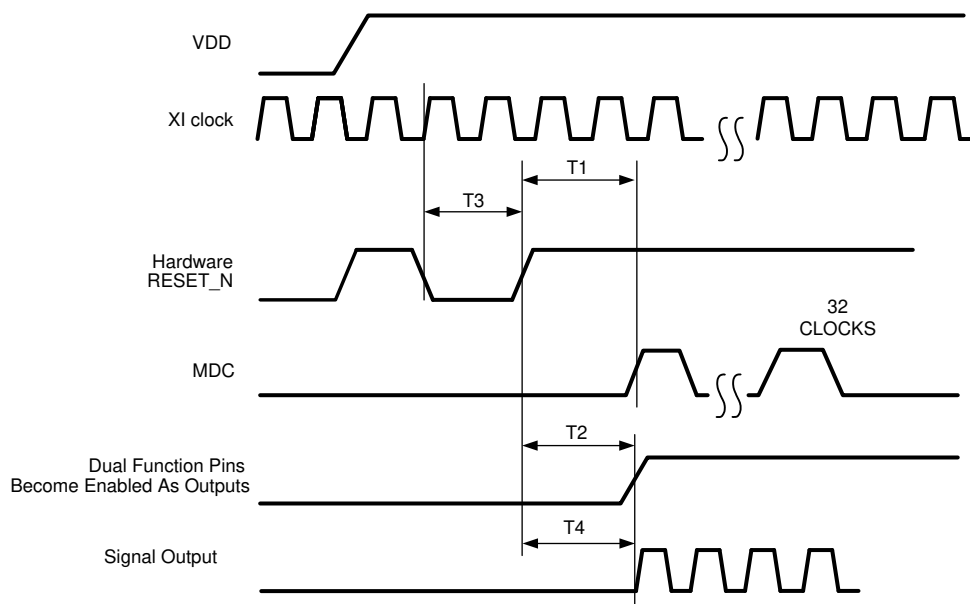 VDD
XI clock
T1
T3
Hardware
RESET_N
32
CLOCKS
MDC
T2
Dual Function Pins
Become Enabled As Outputs
T4
Signal Output